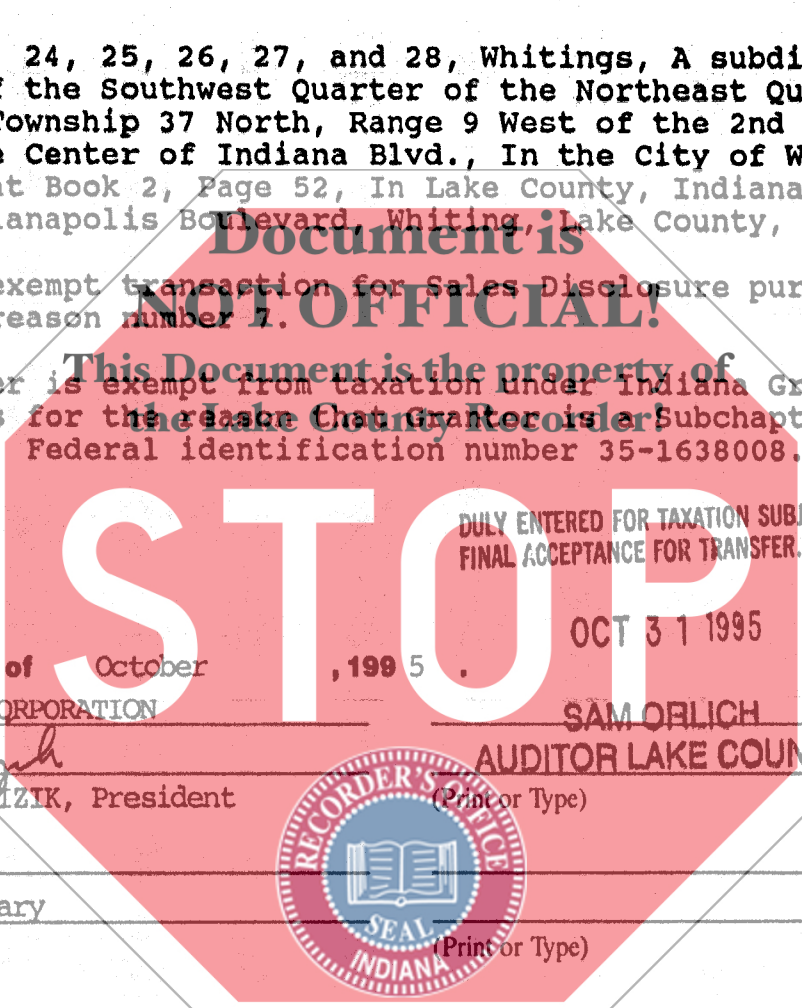 24, 25, 26, 27, and 28, Whitings, A subdi
f the Southwest Quarter of the Northeast Qu
Township 37 North, Range 9 West of the 2nd
e Center of Indiana Blvd., In the City of W
at Book 2, Page 52, In Lake County, Indiana
ianapolis Boulevard, Whiting, Lake County,
Document is
exempt transaction for Sales Disclosure pur
NOT OFFICIAL!
reason number 7.
This Document is the property of
er is exempt from taxation under Indiana Gr
the Lake County Recorder!
s for the reason that Grantor is a Subchapt
Federal identification number 35-1638008.
STOP
DULY ENTERED FOR TAXATION SUBJ
FINAL ACCEPTANCE FOR TRANSFER.
OCT 31 1995
of October , 1995 .
ORPORATION
SAM ORLICH
AUDITOR LAKE COUN
IZIK, President
(Print or Type)
RECORDER'S OFFICE
SEAL
INDIANA
ary
(Print or Type)